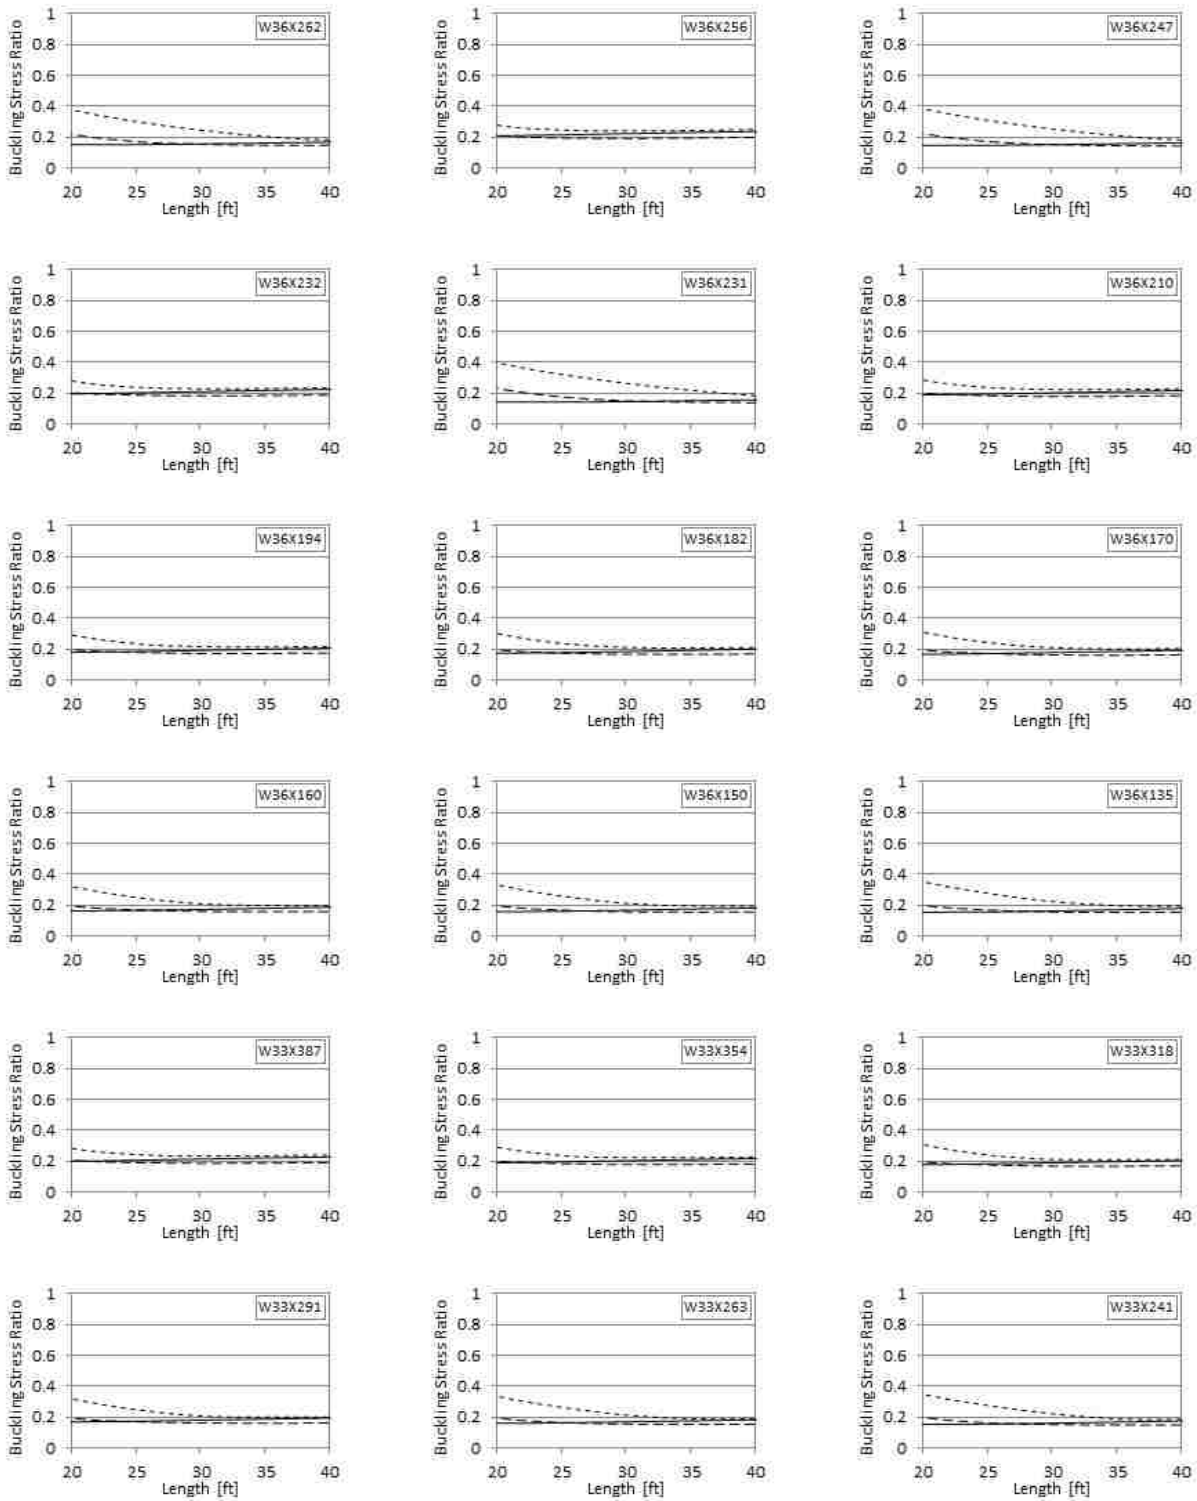 Buckling Stress Ratio
1
0.8
0.6
0.4
0.2
0
W36X262
20 25 30 35 40
Length [ft]
Buckling Stress Ratio
1
0.8
0.6
0.4
0.2
0
W36X256
20 25 30 35 40
Length [ft]
Buckling Stress Ratio
1
0.8
0.6
0.4
0.2
0
W36X247
20 25 30 35 40
Length [ft]
Buckling Stress Ratio
1
0.8
0.6
0.4
0.2
0
W36X232
20 25 30 35 40
Length [ft]
Buckling Stress Ratio
1
0.8
0.6
0.4
0.2
0
W36X231
20 25 30 35 40
Length [ft]
Buckling Stress Ratio
1
0.8
0.6
0.4
0.2
0
W36X210
20 25 30 35 40
Length [ft]
Buckling Stress Ratio
1
0.8
0.6
0.4
0.2
0
W36X194
20 25 30 35 40
Length [ft]
Buckling Stress Ratio
1
0.8
0.6
0.4
0.2
0
W36X182
20 25 30 35 40
Length [ft]
Buckling Stress Ratio
1
0.8
0.6
0.4
0.2
0
W36X170
20 25 30 35 40
Length [ft]
Buckling Stress Ratio
1
0.8
0.6
0.4
0.2
0
W36X160
20 25 30 35 40
Length [ft]
Buckling Stress Ratio
1
0.8
0.6
0.4
0.2
0
W36X150
20 25 30 35 40
Length [ft]
Buckling Stress Ratio
1
0.8
0.6
0.4
0.2
0
W36X135
20 25 30 35 40
Length [ft]
Buckling Stress Ratio
1
0.8
0.6
0.4
0.2
0
W33X387
20 25 30 35 40
Length [ft]
Buckling Stress Ratio
1
0.8
0.6
0.4
0.2
0
W33X354
20 25 30 35 40
Length [ft]
Buckling Stress Ratio
1
0.8
0.6
0.4
0.2
0
W33X318
20 25 30 35 40
Length [ft]
Buckling Stress Ratio
1
0.8
0.6
0.4
0.2
0
W33X291
20 25 30 35 40
Length [ft]
Buckling Stress Ratio
1
0.8
0.6
0.4
0.2
0
W33X263
20 25 30 35 40
Length [ft]
Buckling Stress Ratio
1
0.8
0.6
0.4
0.2
0
W33X241
20 25 30 35 40
Length [ft]